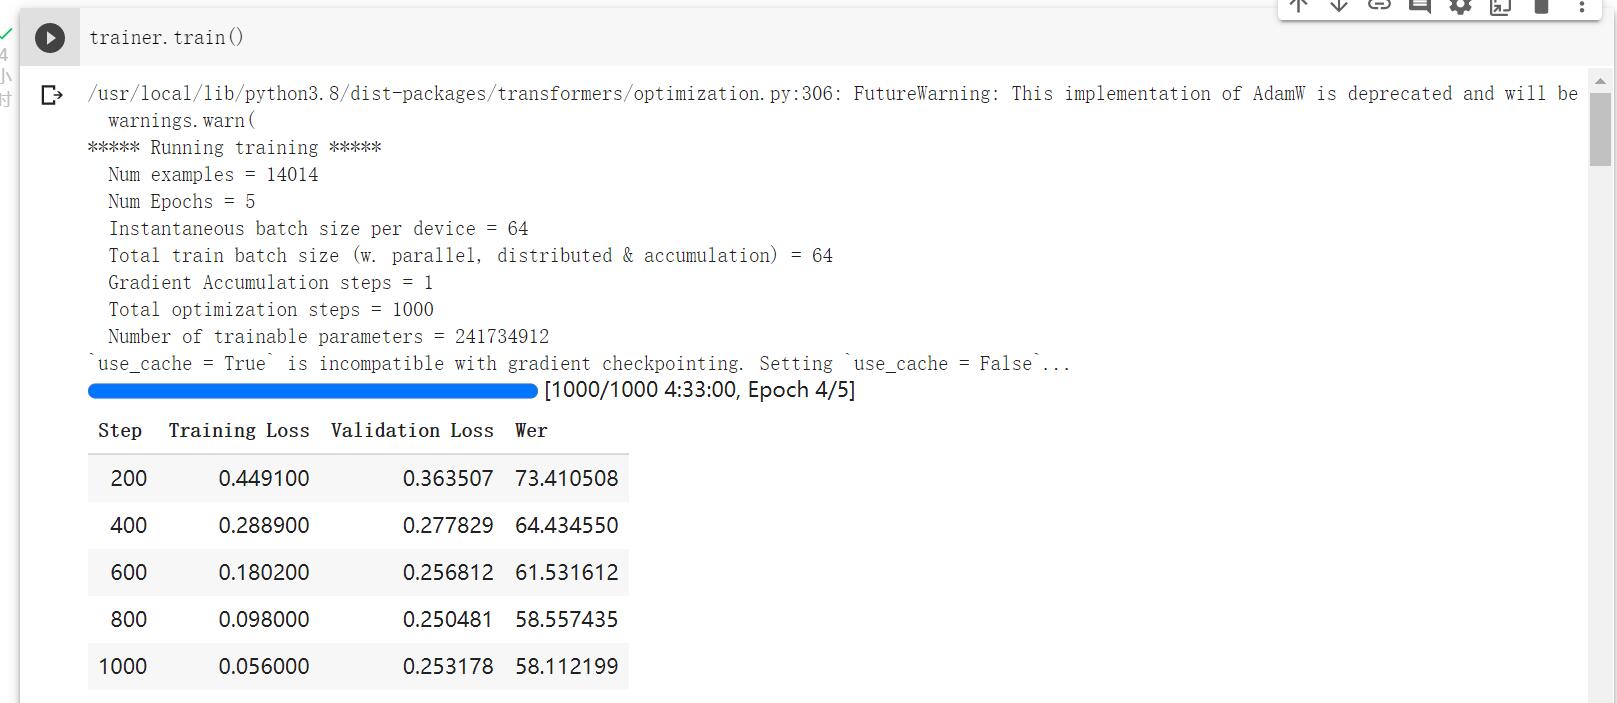 4
小
时
trainer.train()
/usr/local/lib/python3.8/dist-packages/transformers/optimization.py:306: FutureWarning: This implementation of AdamW is deprecated and will be
warnings.warn(
***** Running training *****
Num examples = 14014
Num Epochs = 5
Instantaneous batch size per device = 64
Total train batch size (w. parallel, distributed & accumulation) = 64
Gradient Accumulation steps = 1
Total optimization steps = 1000
Number of trainable parameters = 241734912
`use_cache = True` is incompatible with gradient checkpointing. Setting `use_cache = False`...
[1000/1000 4:33:00, Epoch 4/5]
Step Training Loss Validation Loss Wer
200 0.449100 0.363507 73.410508
400 0.288900 0.277829 64.434550
600 0.180200 0.256812 61.531612
800 0.098000 0.250481 58.557435
1000 0.056000 0.253178 58.112199